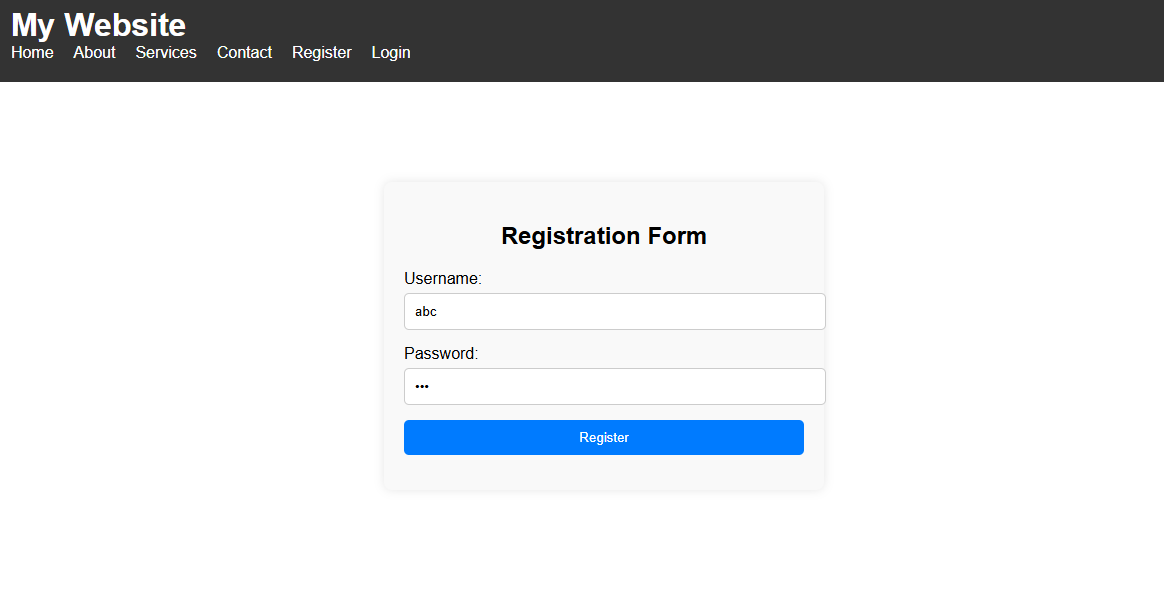 My Website
Home About Services Contact Register Login
Registration Form
Username:
abc
Password:
•••
Register